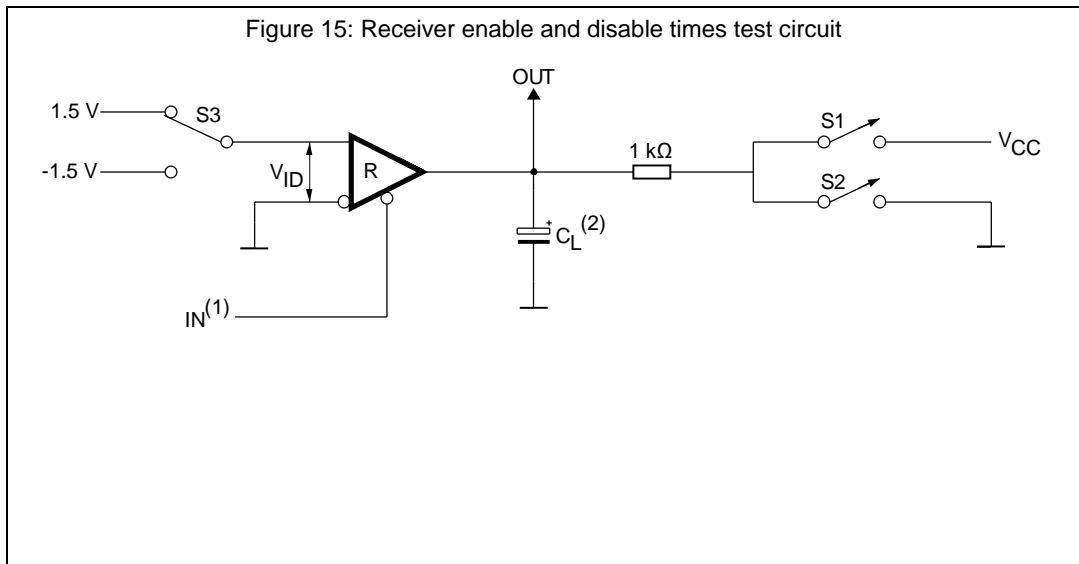 Figure 15: Receiver enable and disable times test circuit
OUT
1.5 V
S3
S1
1 kΩ
VCC
-1.5 V
VID
R
S2
+
CL(2)
IN(1)